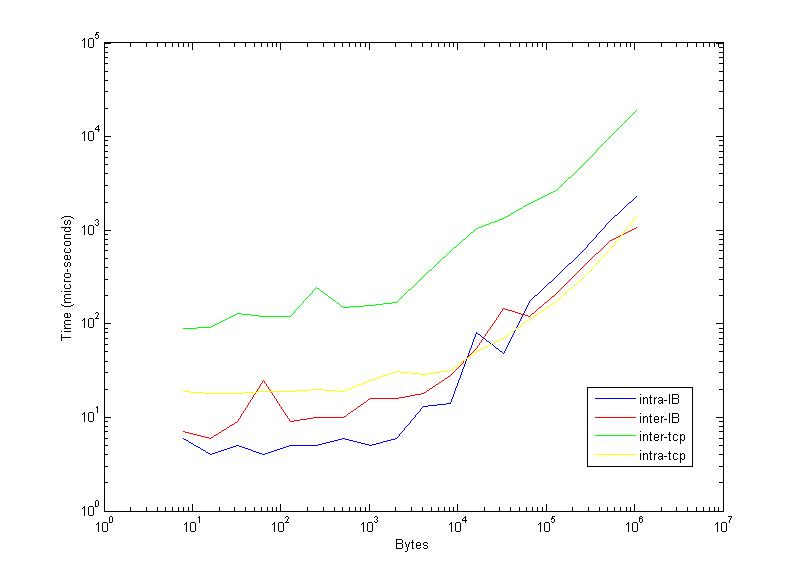 10^5
10^4
10^3
10^2
10^1
10^0
Time (micro-seconds)
10^0 10^1 10^2 10^3 10^4 10^5 10^6 10^7
Bytes
intra-IB
inter-IB
inter-tcp
intra-tcp